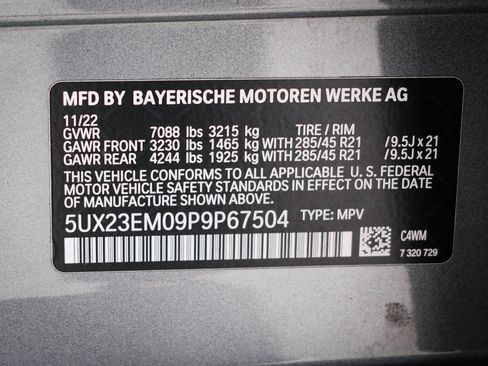 MFD BY BAYERISCHE MOTOREN WERKE AG
11/22
GVWR 7088 lbs 3215 kg TIRE / RIM
GAWR FRONT 3230 lbs 1465 kg WITH 285/45 R21 /9.5J x 21
GAWR REAR 4244 lbs 1925 kg WITH 285/45 R21 /9.5J x 21
THIS VEHICLE CONFORMS TO ALL APPLICABLE U. S. FEDERAL
MOTOR VEHICLE SAFETY STANDARDS IN EFFECT ON THE DATE
OF MANUFACTURE SHOWN ABOVE.
5UX23EM09P9P67504 TYPE: MPV
C4WM
7 320 729